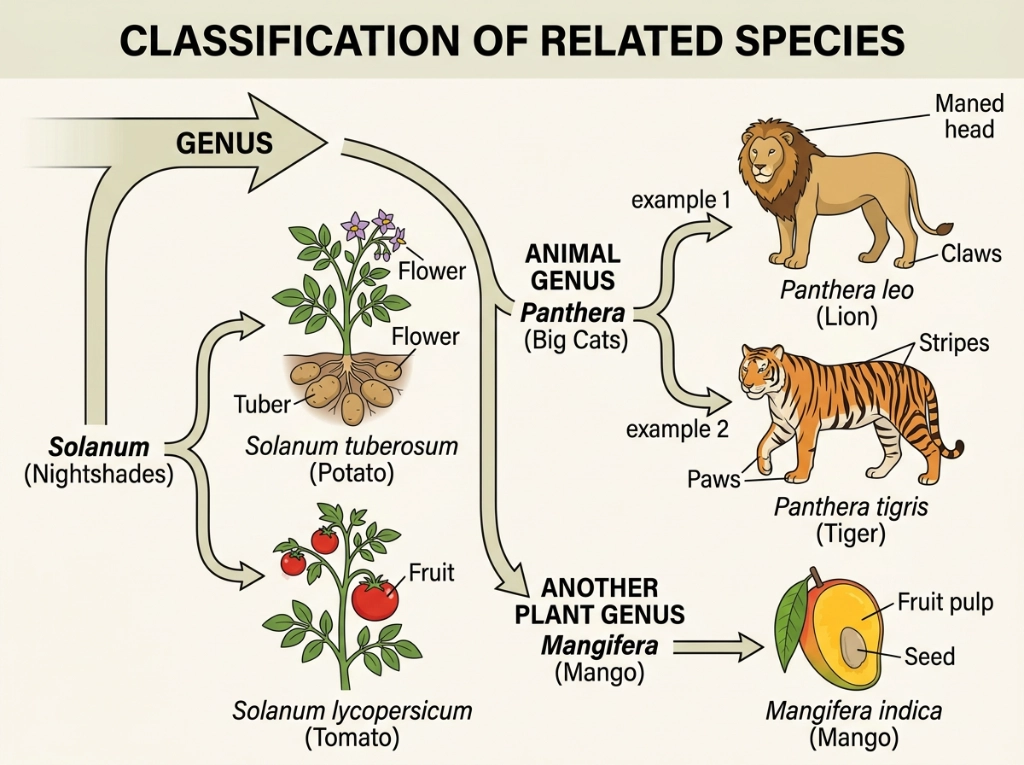 CLASSIFICATION OF RELATED SPECIES
GENUS
Solanum
(Nightshades)
Flower
Flower
Tuber
Solanum tuberosum
(Potato)
Fruit
Solanum lycopersicum
(Tomato)
ANIMAL
GENUS
Panthera
(Big Cats)
example 1
Maned
head
Claws
Panthera leo
(Lion)
example 2
Stripes
Paws
Panthera tigris
(Tiger)
ANOTHER
PLANT GENUS
Mangifera
(Mango)
Fruit pulp
Seed
Mangifera indica
(Mango)